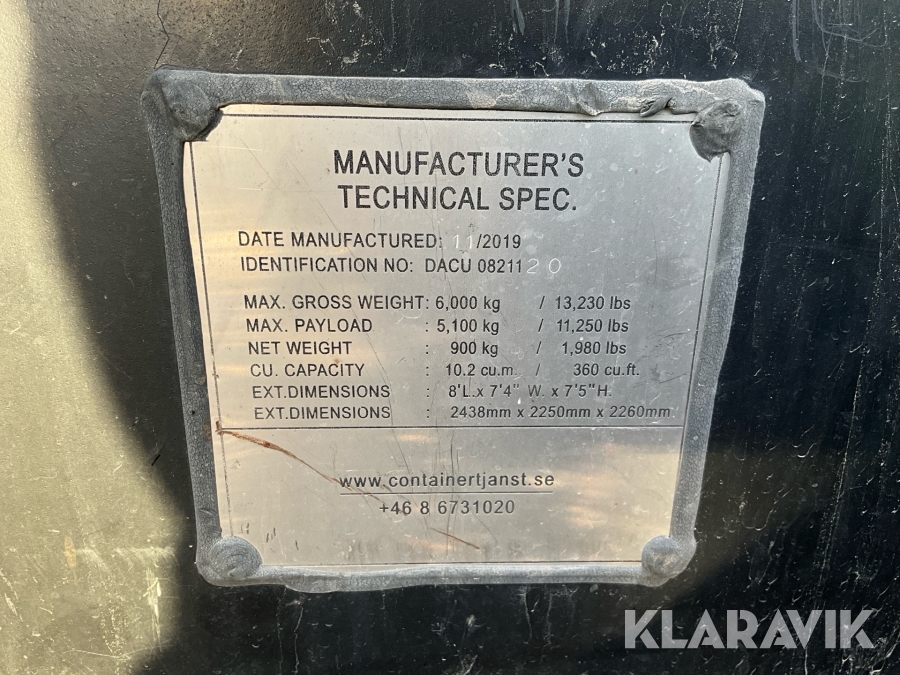 MANUFACTURER'S
TECHNICAL SPEC.
DATE MANUFACTURED: 11/2019
IDENTIFICATION NO: DACU 0821120
MAX. GROSS WEIGHT: 6,000 kg / 13,230 lbs
MAX. PAYLOAD : 5,100 kg / 11,250 lbs
NET WEIGHT : 900 kg / 1,980 lbs
CU. CAPACITY : 10.2 cu.m. / 360 cu.ft.
EXT.DIMENSIONS : 8'L.x 7'4" W. x 7'5"H.
EXT.DIMENSIONS : 2438mm x 2250mm x 2260mm
www.containertjanst.se
+46 8 6731020
KLARAVIK